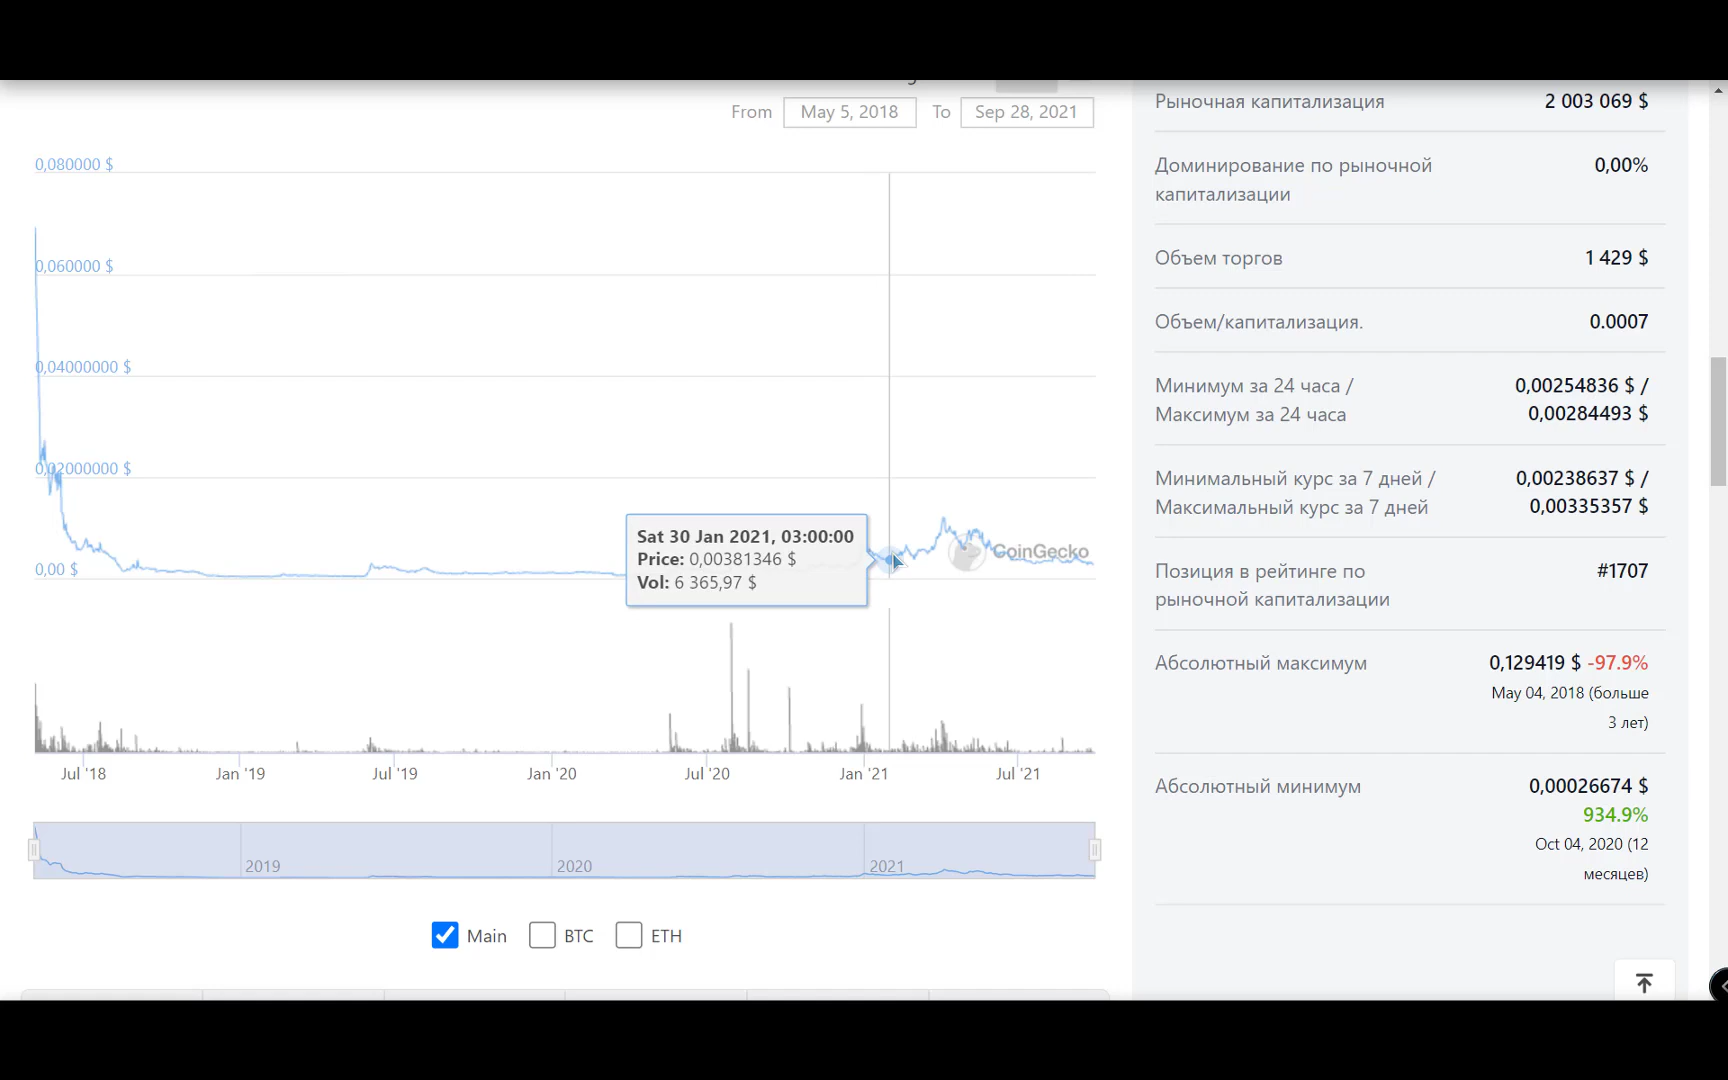 From May 5, 2018 To Sep 28, 2021
0,080000 $
0,060000 $
0,04000000 $
0,02000000 $
0,00 $
Sat 30 Jan 2021, 03:00:00
Price: 0,00381346 $
Vol: 6 365,97 $
CoinGecko
Jul '18 Jan '19 Jul '19 Jan '20 Jul '20 Jan '21 Jul '21
2019 2020 2021
Main BTC ETH
Рыночная капитализация 2 003 069 $
Доминирование по рыночной 0,00%
капитализации
Объем торгов 1 429 $
Объем/капитализация. 0.0007
Минимум за 24 часа / 0,00254836 $ /
Максимум за 24 часа 0,00284493 $
Минимальный курс за 7 дней / 0,00238637 $ /
Максимальный курс за 7 дней 0,00335357 $
Позиция в рейтинге по #1707
рыночной капитализации
Абсолютный максимум 0,129419 $ -97.9%
May 04, 2018 (больше
3 лет)
Абсолютный минимум 0,00026674 $
934.9%
Oct 04, 2020 (12
месяцев)